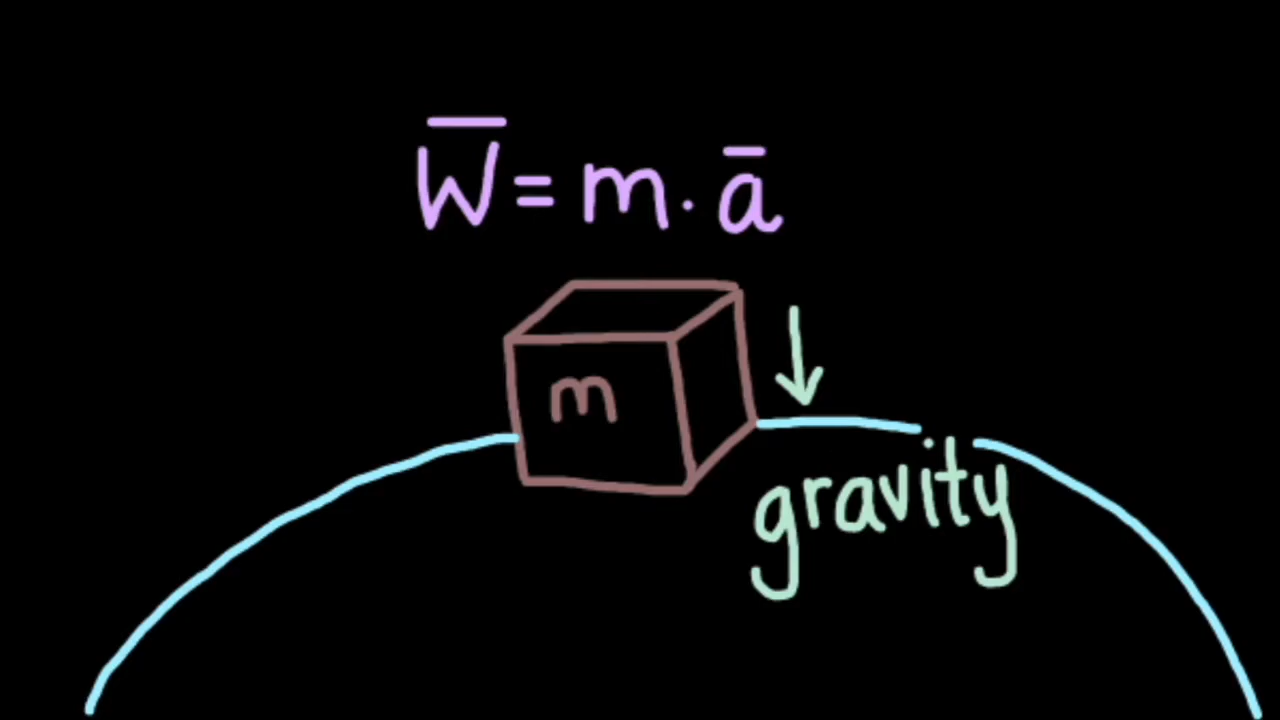 W̅ = m · a̅
m
gravity